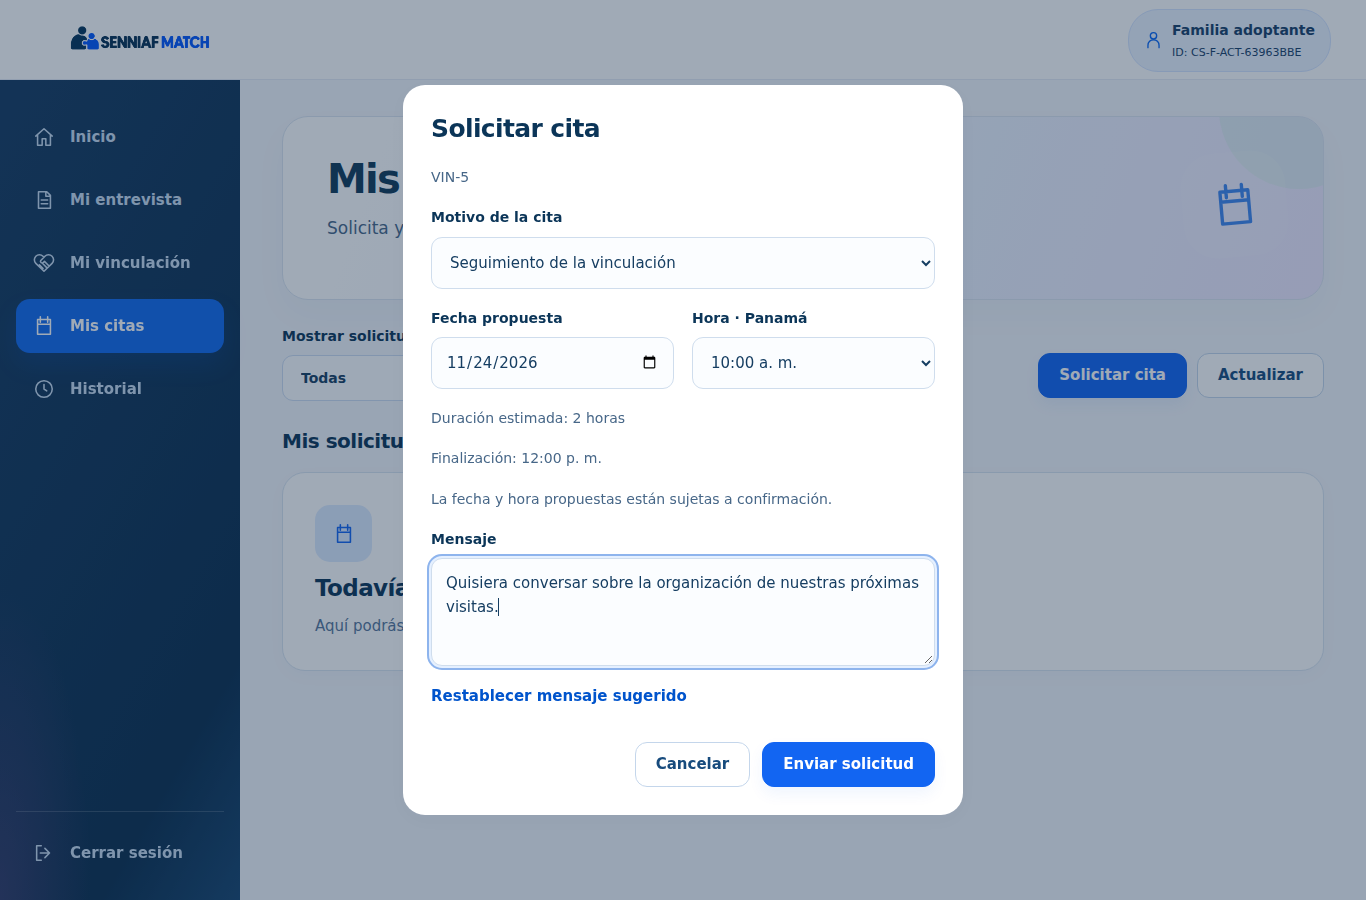 SENNIAF MATCH
Familia adoptante
ID: CS-F-ACT-63963BBE
Inicio
Mi entrevista
Mi vinculación
Mis citas
Historial
Cerrar sesión
Mis
Solicita y
Mostrar solicitu
Todas
Solicitar cita
Actualizar
Mis solicitu
Todavía
Aquí podrás
Solicitar cita
VIN-5
Motivo de la cita
Seguimiento de la vinculación
Fecha propuesta
Hora · Panamá
11/24/2026
10:00 a. m.
Duración estimada: 2 horas
Finalización: 12:00 p. m.
La fecha y hora propuestas están sujetas a confirmación.
Mensaje
Quisiera conversar sobre la organización de nuestras próximas
visitas.
Restablecer mensaje sugerido
Cancelar
Enviar solicitud